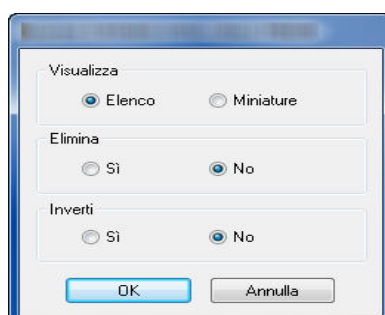 Visualizza
Elenco Miniature
Elimina
Sì No
Inverti
Sì No
OK Annulla